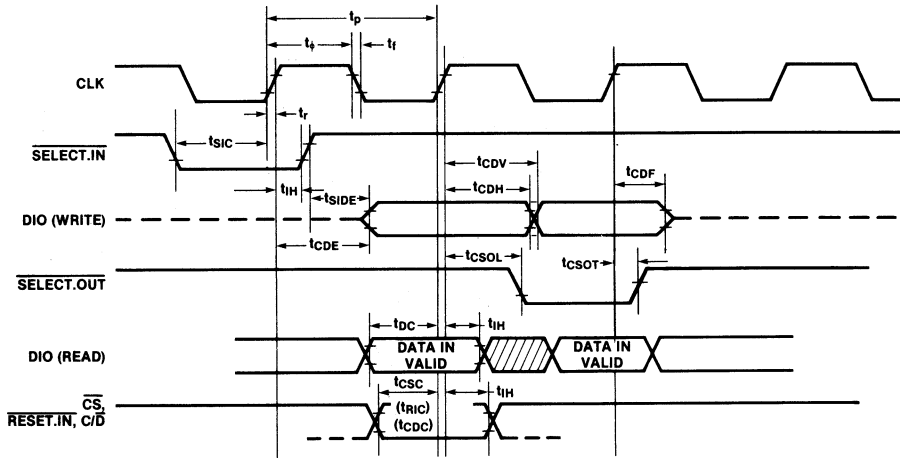 tp
tϕ
tf
CLK
tr
tSIC
SELECT.IN
tCDV
tIH
tSIDE
tCDH
tCDF
DIO (WRITE)
tCDE
tCSOL
tCSOT
SELECT.OUT
tDC
tIH
DIO (READ)
DATA IN
VALID
DATA IN
VALID
tCSC
tIH
CS,
(tRIC)
RESET.IN, C/D
(tCDC)